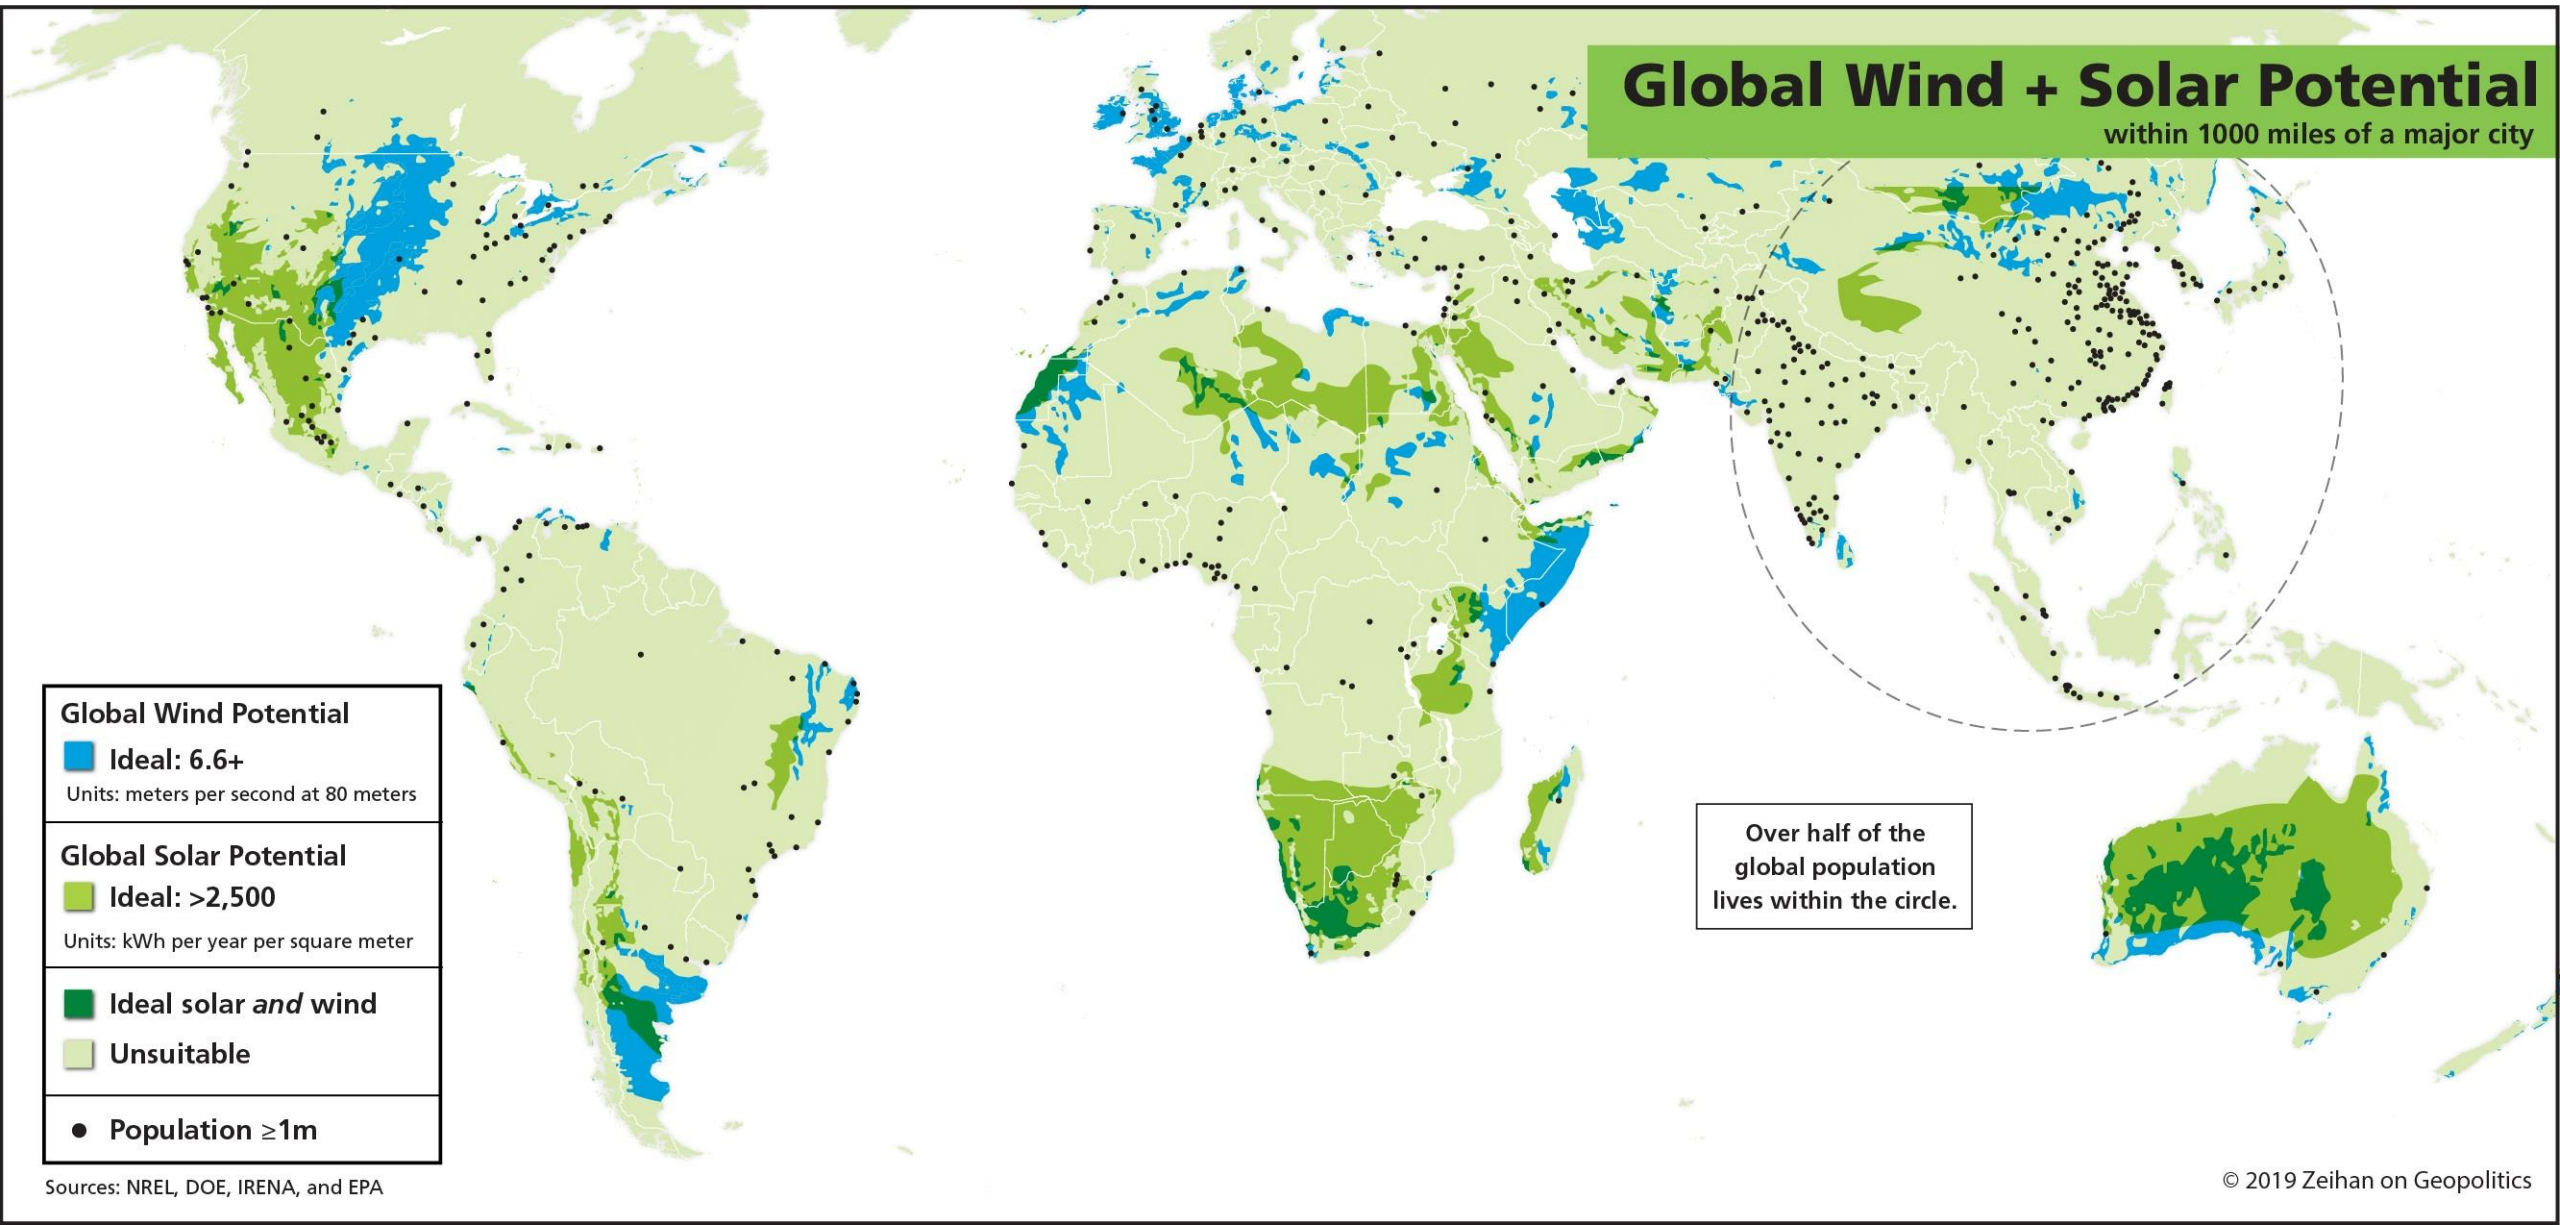 Global Wind + Solar Potential
within 1000 miles of a major city
Global Wind Potential
Ideal: 6.6+
Units: meters per second at 80 meters
Global Solar Potential
Ideal: >2,500
Units: kWh per year per square meter
Ideal solar and wind
Unsuitable
Population ≥1m
Over half of the
global population
lives within the circle.
Sources: NREL, DOE, IRENA, and EPA
© 2019 Zeihan on Geopolitics